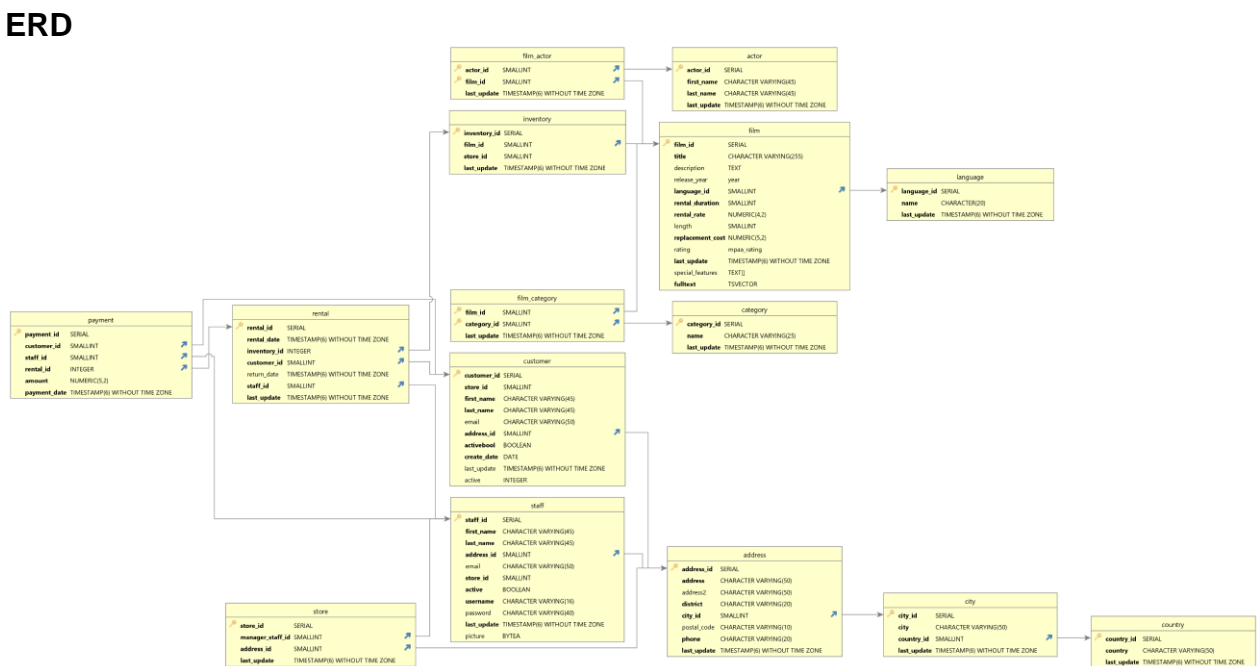 ERD
film_actor
actor_id SMALLINT
film_id SMALLINT
last_update TIMESTAMP(6) WITHOUT TIME ZONE
actor
actor_id SERIAL
first_name CHARACTER VARYING(45)
last_name CHARACTER VARYING(45)
last_update TIMESTAMP(6) WITHOUT TIME ZONE
inventory
inventory_id SERIAL
film_id SMALLINT
store_id SMALLINT
last_update TIMESTAMP(6) WITHOUT TIME ZONE
film
film_id SERIAL
title CHARACTER VARYING(255)
description TEXT
release_year year
language_id SMALLINT
rental_duration SMALLINT
rental_rate NUMERIC(4,2)
length SMALLINT
replacement_cost NUMERIC(5,2)
rating mpaa_rating
last_update TIMESTAMP(6) WITHOUT TIME ZONE
special_features TEXT[]
fulltext TSVECTOR
language
language_id SERIAL
name CHARACTER(20)
last_update TIMESTAMP(6) WITHOUT TIME ZONE
film_category
film_id SMALLINT
category_id SMALLINT
last_update TIMESTAMP(6) WITHOUT TIME ZONE
category
category_id SERIAL
name CHARACTER VARYING(25)
last_update TIMESTAMP(6) WITHOUT TIME ZONE
payment
payment_id SERIAL
customer_id SMALLINT
staff_id SMALLINT
rental_id INTEGER
amount NUMERIC(5,2)
payment_date TIMESTAMP(6) WITHOUT TIME ZONE
rental
rental_id SERIAL
rental_date TIMESTAMP(6) WITHOUT TIME ZONE
inventory_id INTEGER
customer_id SMALLINT
return_date TIMESTAMP(6) WITHOUT TIME ZONE
staff_id SMALLINT
last_update TIMESTAMP(6) WITHOUT TIME ZONE
customer
customer_id SERIAL
store_id SMALLINT
first_name CHARACTER VARYING(45)
last_name CHARACTER VARYING(45)
email CHARACTER VARYING(50)
address_id SMALLINT
activebool BOOLEAN
create_date DATE
last_update TIMESTAMP(6) WITHOUT TIME ZONE
active INTEGER
staff
staff_id SERIAL
first_name CHARACTER VARYING(45)
last_name CHARACTER VARYING(45)
address_id SMALLINT
email CHARACTER VARYING(50)
store_id SMALLINT
active BOOLEAN
username CHARACTER VARYING(16)
password CHARACTER VARYING(40)
last_update TIMESTAMP(6) WITHOUT TIME ZONE
picture BYTEA
store
store_id SERIAL
manager_staff_id SMALLINT
address_id SMALLINT
last_update TIMESTAMP(6) WITHOUT TIME ZONE
address
address_id SERIAL
address CHARACTER VARYING(50)
address2 CHARACTER VARYING(50)
district CHARACTER VARYING(20)
city_id SMALLINT
postal_code CHARACTER VARYING(10)
phone CHARACTER VARYING(20)
last_update TIMESTAMP(6) WITHOUT TIME ZONE
city
city_id SERIAL
city CHARACTER VARYING(50)
country_id SMALLINT
last_update TIMESTAMP(6) WITHOUT TIME ZONE
country
country_id SERIAL
country CHARACTER VARYING(50)
last_update TIMESTAMP(6) WITHOUT TIME ZONE